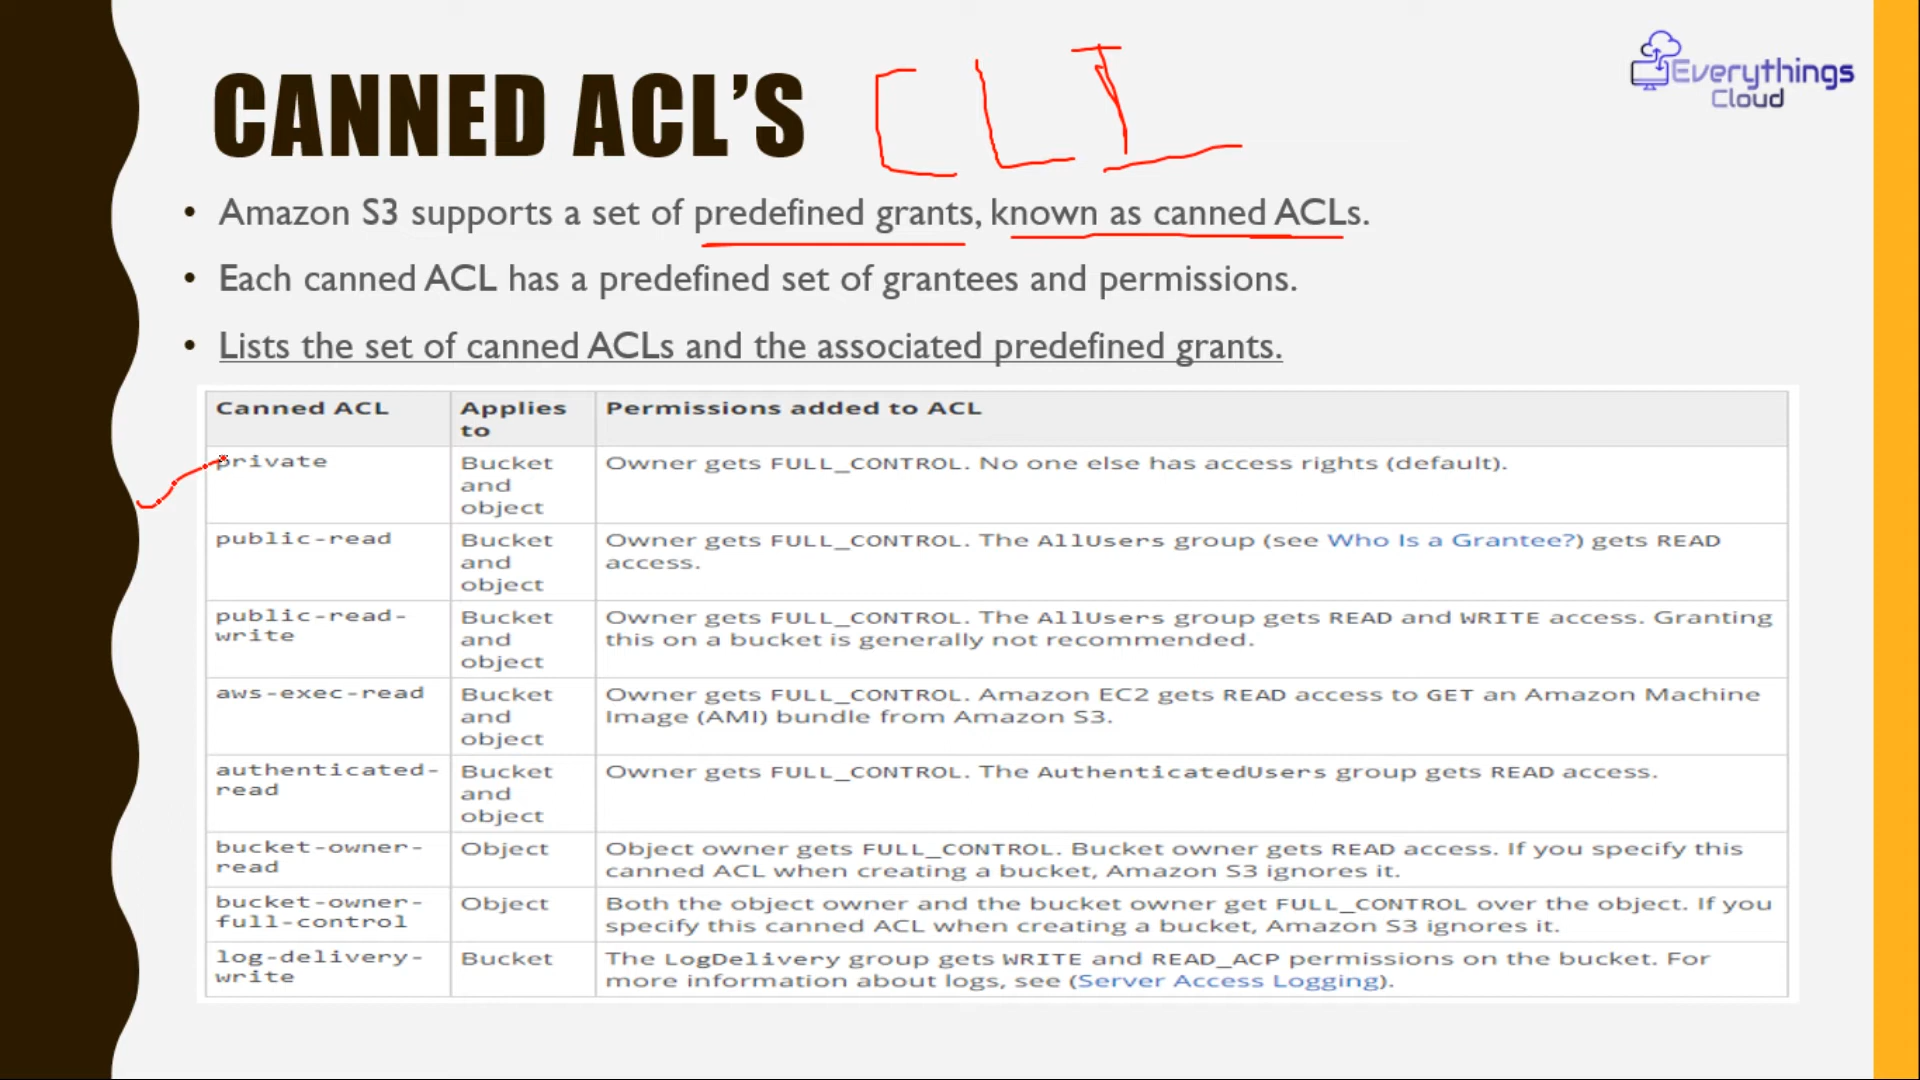 CANNED ACL'S
CLI
Everythings
Cloud
• Amazon S3 supports a set of predefined grants, known as canned ACLs.
• Each canned ACL has a predefined set of grantees and permissions.
• Lists the set of canned ACLs and the associated predefined grants.
Canned ACL Applies to Permissions added to ACL
private Bucket and object Owner gets FULL_CONTROL. No one else has access rights (default).
public-read Bucket and object Owner gets FULL_CONTROL. The AllUsers group (see Who Is a Grantee?) gets READ
access.
public-read-write Bucket and object Owner gets FULL_CONTROL. The AllUsers group gets READ and WRITE access. Granting
this on a bucket is generally not recommended.
aws-exec-read Bucket and object Owner gets FULL_CONTROL. Amazon EC2 gets READ access to GET an Amazon Machine
Image (AMI) bundle from Amazon S3.
authenticated-read Bucket and object Owner gets FULL_CONTROL. The AuthenticatedUsers group gets READ access.
bucket-owner-read Object Object owner gets FULL_CONTROL. Bucket owner gets READ access. If you specify this
canned ACL when creating a bucket, Amazon S3 ignores it.
bucket-owner-full-control Object Both the object owner and the bucket owner get FULL_CONTROL over the object. If you
specify this canned ACL when creating a bucket, Amazon S3 ignores it.
log-delivery-write Bucket The LogDelivery group gets WRITE and READ_ACP permissions on the bucket. For
more information about logs, see (Server Access Logging).